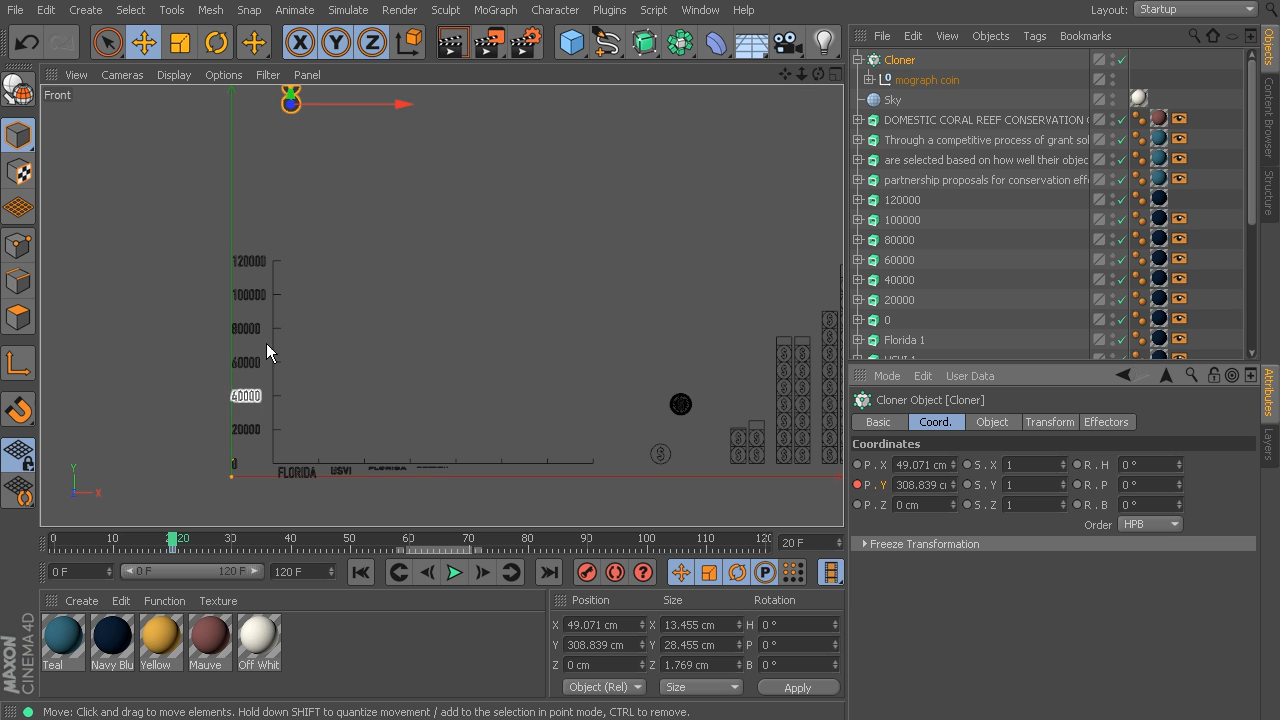 File Edit Create Select Tools Mesh Snap Animate Simulate Render Sculpt MoGraph Character Plugins Script Window Help Layout: Startup
File Edit View Objects Tags Bookmarks
View Cameras Display Options Filter Panel
Front
Cloner
mograph coin
Sky
DOMESTIC CORAL REEF CONSERVATION
Through a competitive process of grant sol
are selected based on how well their objec
partnership proposals for conservation eff
120000
100000
80000
60000
40000
20000
0
Florida 1
USVI 1
120000
100000
80000
60000
40000
20000
0
FLORIDA USVI
Y
X
Objects
Content Browser
Structure
Mode Edit User Data
Cloner Object [Cloner]
Basic Coord. Object Transform Effectors
Coordinates
P . X 49.071 cm S . X 1 R . H 0 °
P . Y 308.839 c S . Y 1 R . P 0 °
P . Z 0 cm S . Z 1 R . B 0 °
Order HPB
Freeze Transformation
Attributes
Layers
0 10 20 30 40 50 60 70 80 90 100 110 120 20 F
0 F 0 F 120 F 120 F
Create Edit Function Texture
Teal Navy Blu Yellow Mauve Off Whit
Position Size Rotation
X 49.071 cm X 13.455 cm H 0 °
Y 308.839 cm Y 28.455 cm P 0 °
Z 0 cm Z 1.769 cm B 0 °
Object (Rel) Size Apply
MAXON
CINEMA 4D
Move: Click and drag to move elements. Hold down SHIFT to quantize movement / add to the selection in point mode, CTRL to remove.